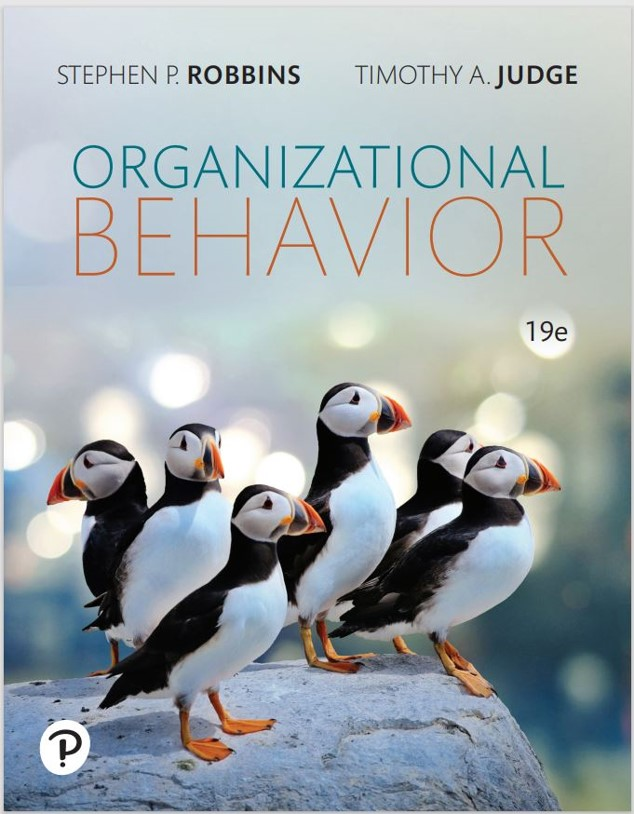 STEPHEN P. ROBBINS TIMOTHY A. JUDGE
ORGANIZATIONAL
BEHAVIOR
19e
P